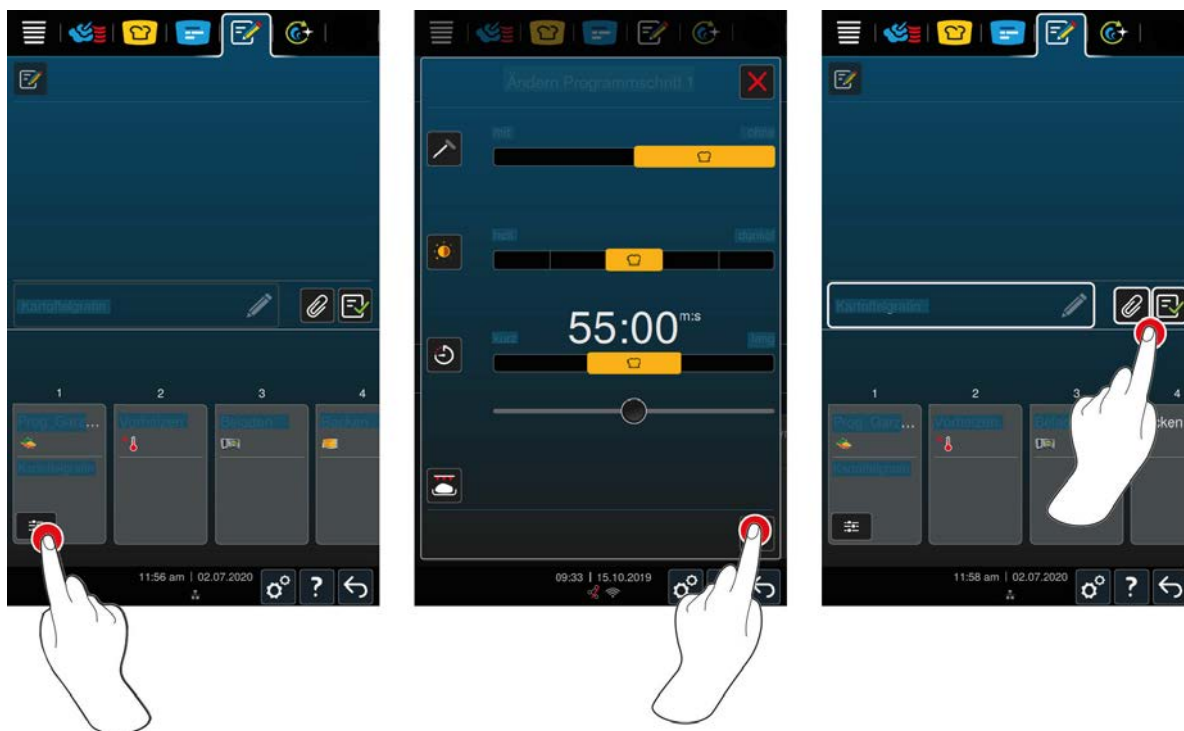 Kartoffelgratin
1 2 3 4
Prog. Garz... Vorheizen
Kartoffelgratin
11:56 am | 02.07.2020
?
Ändern Programmschritt 1
mit ohne
hell dunkel
55:00 m:s
kurz lang
09:33 | 15.10.2019
Kartoffelgratin
1 2 3 4
Prog. Garz... Vorheizen
Kartoffelgratin
11:58 am | 02.07.2020
?